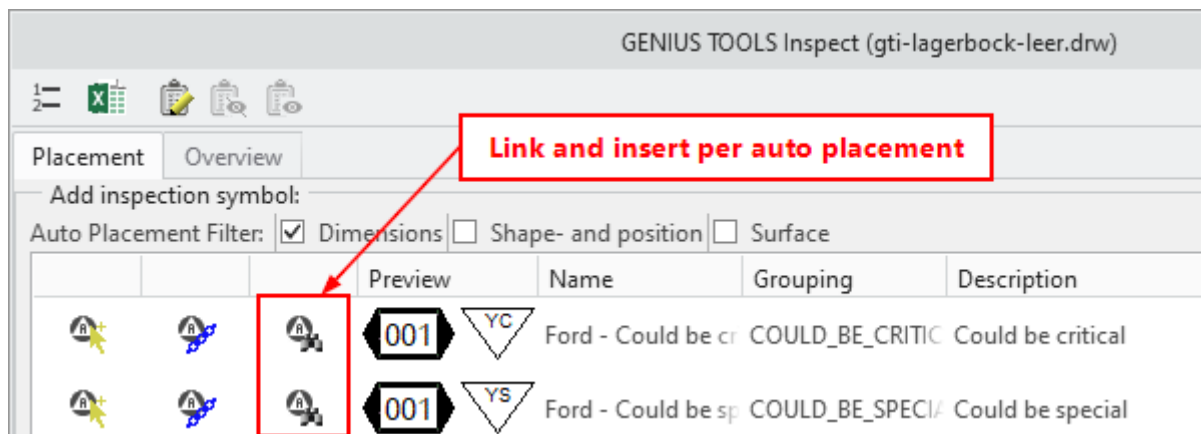 GENIUS TOOLS Inspect (gti-lagerbock-leer.drw)
Link and insert per auto placement
Placement Overview
Add inspection symbol:
Auto Placement Filter: Dimensions Shape- and position Surface
Preview Name Grouping Description
001 YC Ford - Could be cr COULD_BE_CRITIC Could be critical
001 YS Ford - Could be sp COULD_BE_SPECIA Could be special